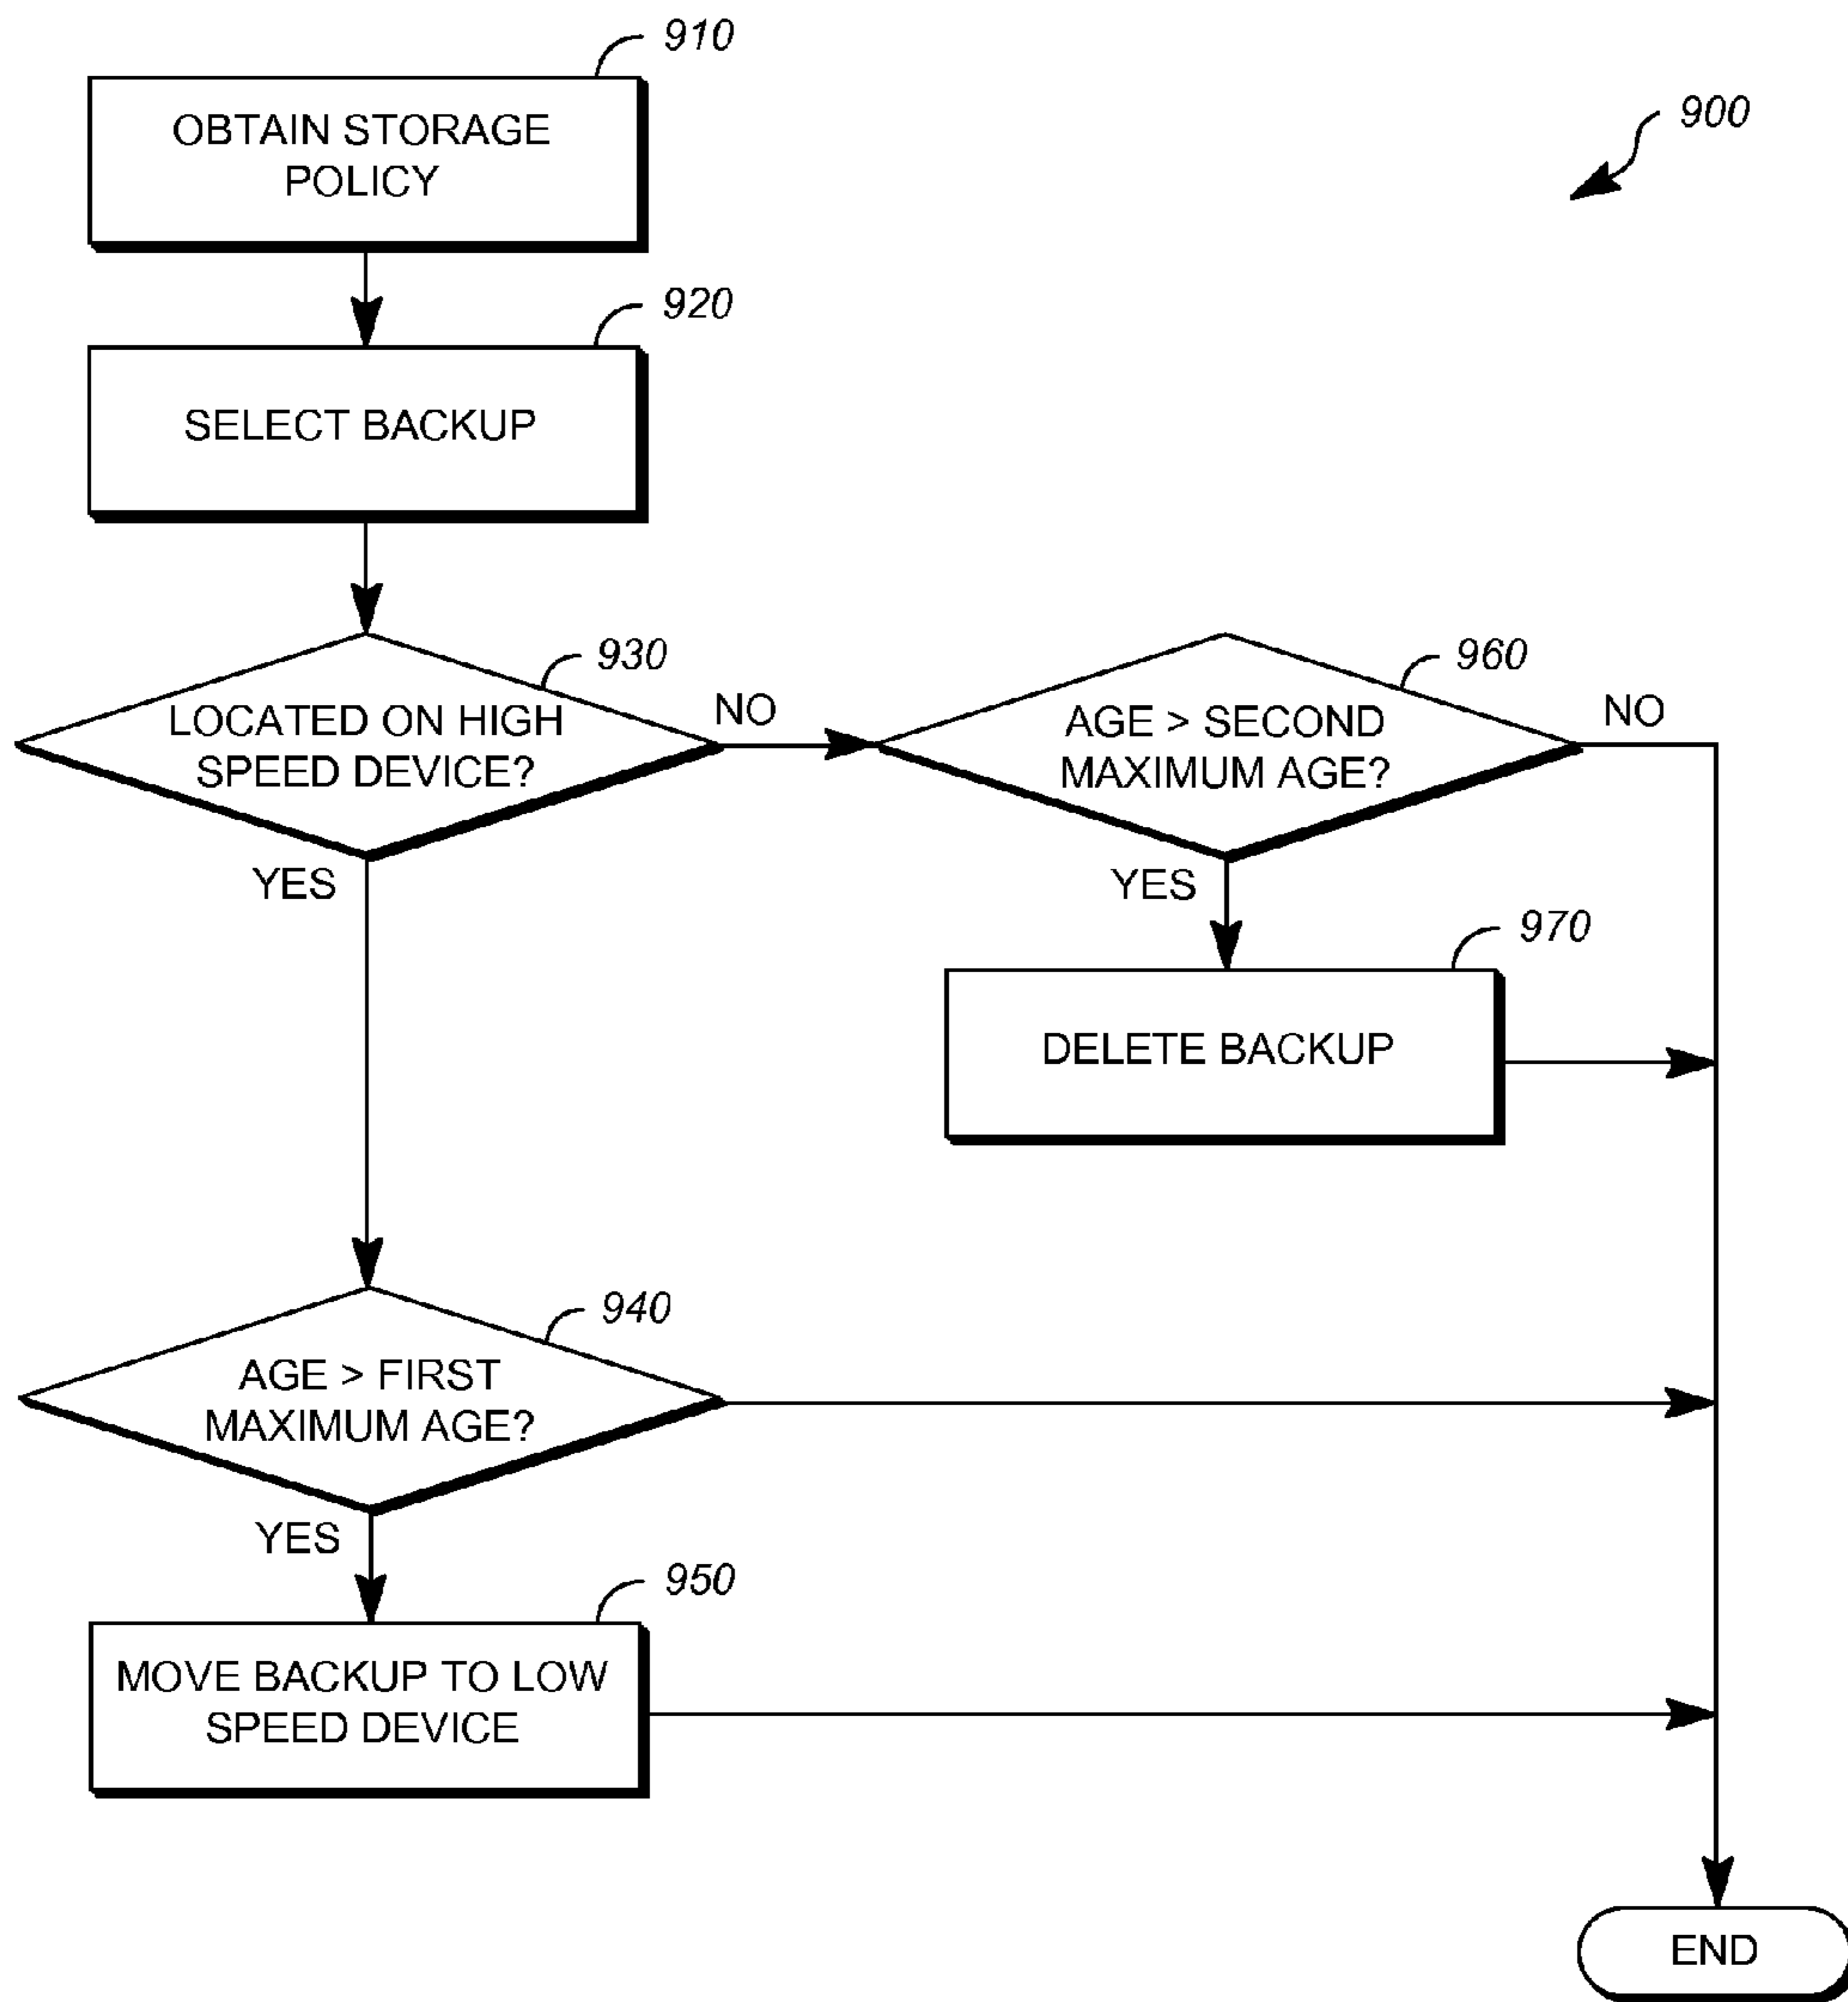 910
OBTAIN STORAGE
POLICY
900
920
SELECT BACKUP
930
LOCATED ON HIGH
SPEED DEVICE?
NO
960
AGE > SECOND
MAXIMUM AGE?
NO
YES
YES
970
DELETE BACKUP
940
AGE > FIRST
MAXIMUM AGE?
YES
950
MOVE BACKUP TO LOW
SPEED DEVICE
END